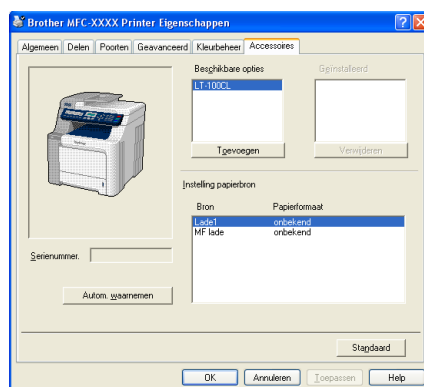 Brother MFC-XXXX Printer Eigenschappen
Algemeen Delen Poorten Geavanceerd Kleurbeheer Accessoires
Beschikbare opties Geïnstalleerd
LT-100CL
Toevoegen Verwijderen
Instelling papierbron
Bron Papierformaat
Lade1 onbekend
MF lade onbekend
Serienummer.
Autom. waarnemen
Standaard
OK Annuleren Toepassen Help